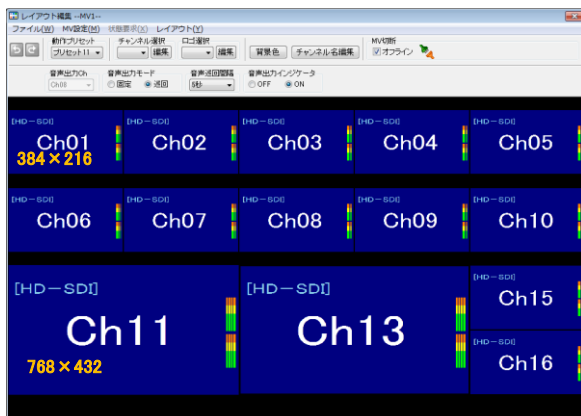 レイアウト編集 --MV1--
ファイル(W) MV設定(M) 状態要求(X) レイアウト(Y)
動作プリセット チャンネル選択 ロゴ選択 MV切断
プリセット11 編集 編集 背景色 チャンネル名編集 オフライン
音声出力Ch 音声出力モード 音声巡回間隔 音声出力インジケータ
Ch08 固定 巡回 5秒 OFF ON
[HD-SDI] [HD-SDI] [HD-SDI] [HD-SDI] [HD-SDI]
Ch01 Ch02 Ch03 Ch04 Ch05
384×216
[HD-SDI] [HD-SDI] [HD-SDI] [HD-SDI] [HD-SDI]
Ch06 Ch07 Ch08 Ch09 Ch10
[HD-SDI] [HD-SDI] [HD-SDI]
Ch15
Ch11 Ch13
[HD-SDI]
768×432 Ch16